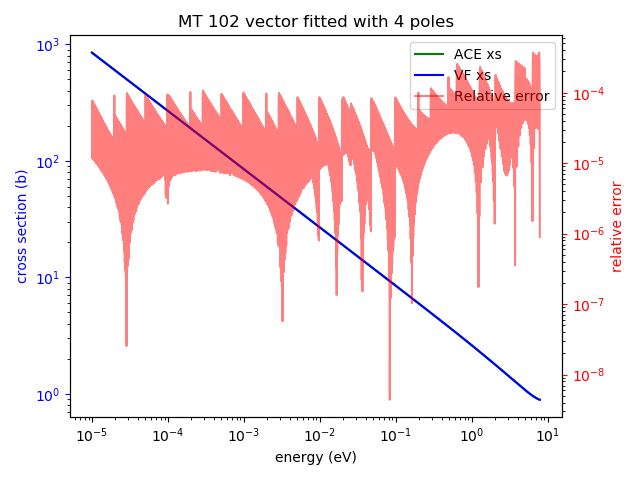 MT 102 vector fitted with 4 poles
ACE xs
VF xs
Relative error
cross section (b)
10³
10²
10¹
10⁰
relative error
10⁻⁴
10⁻⁵
10⁻⁶
10⁻⁷
10⁻⁸
10⁻⁵ 10⁻⁴ 10⁻³ 10⁻² 10⁻¹ 10⁰ 10¹
energy (eV)